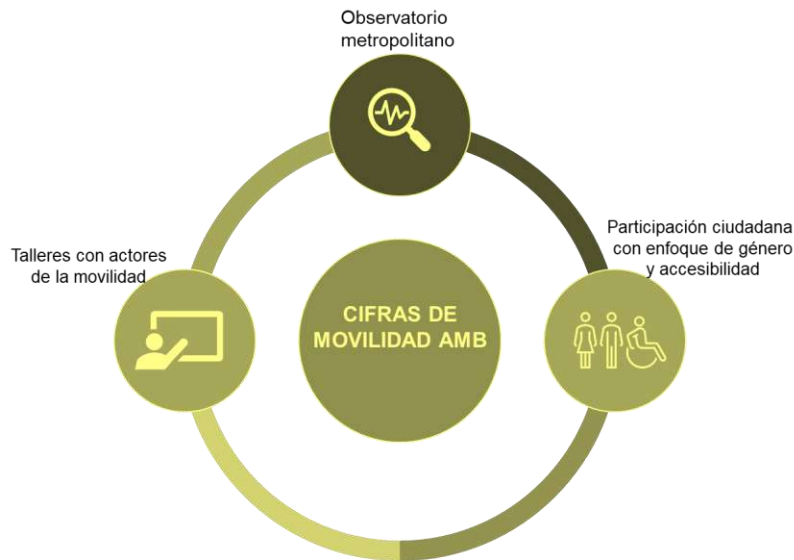 Observatorio
metropolitano
Participación ciudadana
con enfoque de género
y accesibilidad
Talleres con actores
de la movilidad
CIFRAS DE
MOVILIDAD AMB